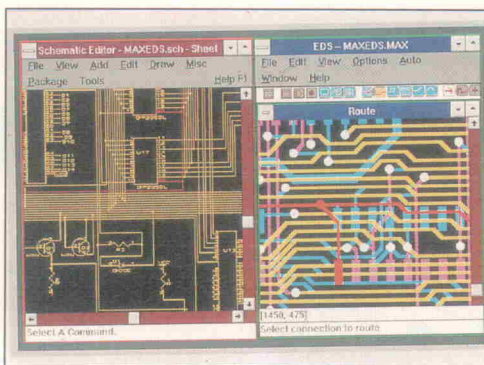 Schematic Editor - MAXEDS.sch - Sheet
File View Add Edit Draw Misc
Package Tools Help F1
U17
Select A Command.
EDS – MAXEDS.MAX
File View Options Auto
Window Help
Route
[1450, 475]
Select connection to route